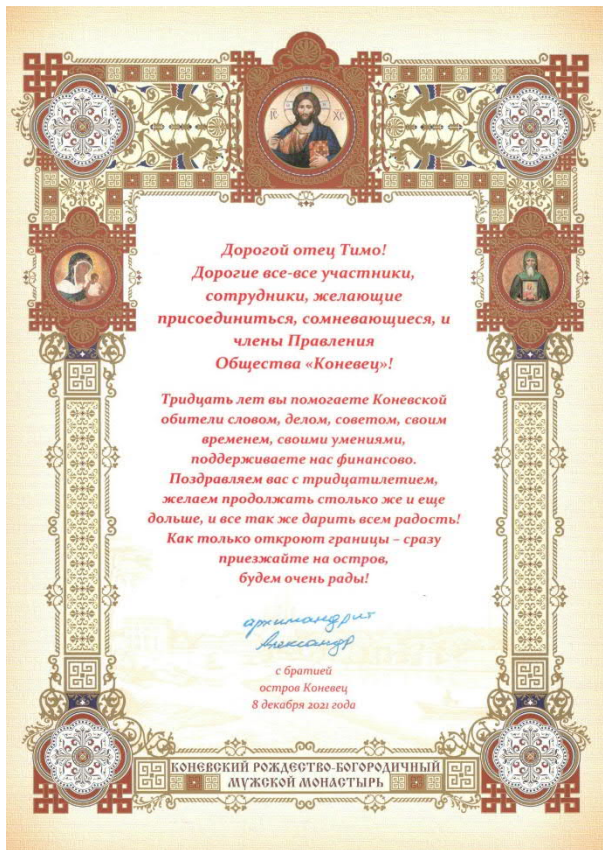 IC XC
Дорогой отец Тимо!
Дорогие все-все участники,
сотрудники, желающие
присоединиться, сомневающиеся, и
члены Правления
Общества «Коневец»!
Тридцать лет вы помогаете Коневской
обители словом, делом, советом, своим
временем, своими умениями,
поддерживаете нас финансово.
Поздравляем вас с тридцатилетием,
желаем продолжать столько же и еще
дольше, и все так же дарить всем радость!
Как только откроют границы – сразу
приезжайте на остров,
будем очень рады!
архимандрит
Александр
с братией
остров Коневец
8 декабря 2021 года
КОНЕВСКИЙ РОЖДЕСТВО-БОГОРОДИЧНЫЙ
МУЖСКОЙ МОНАСТЫРЬ